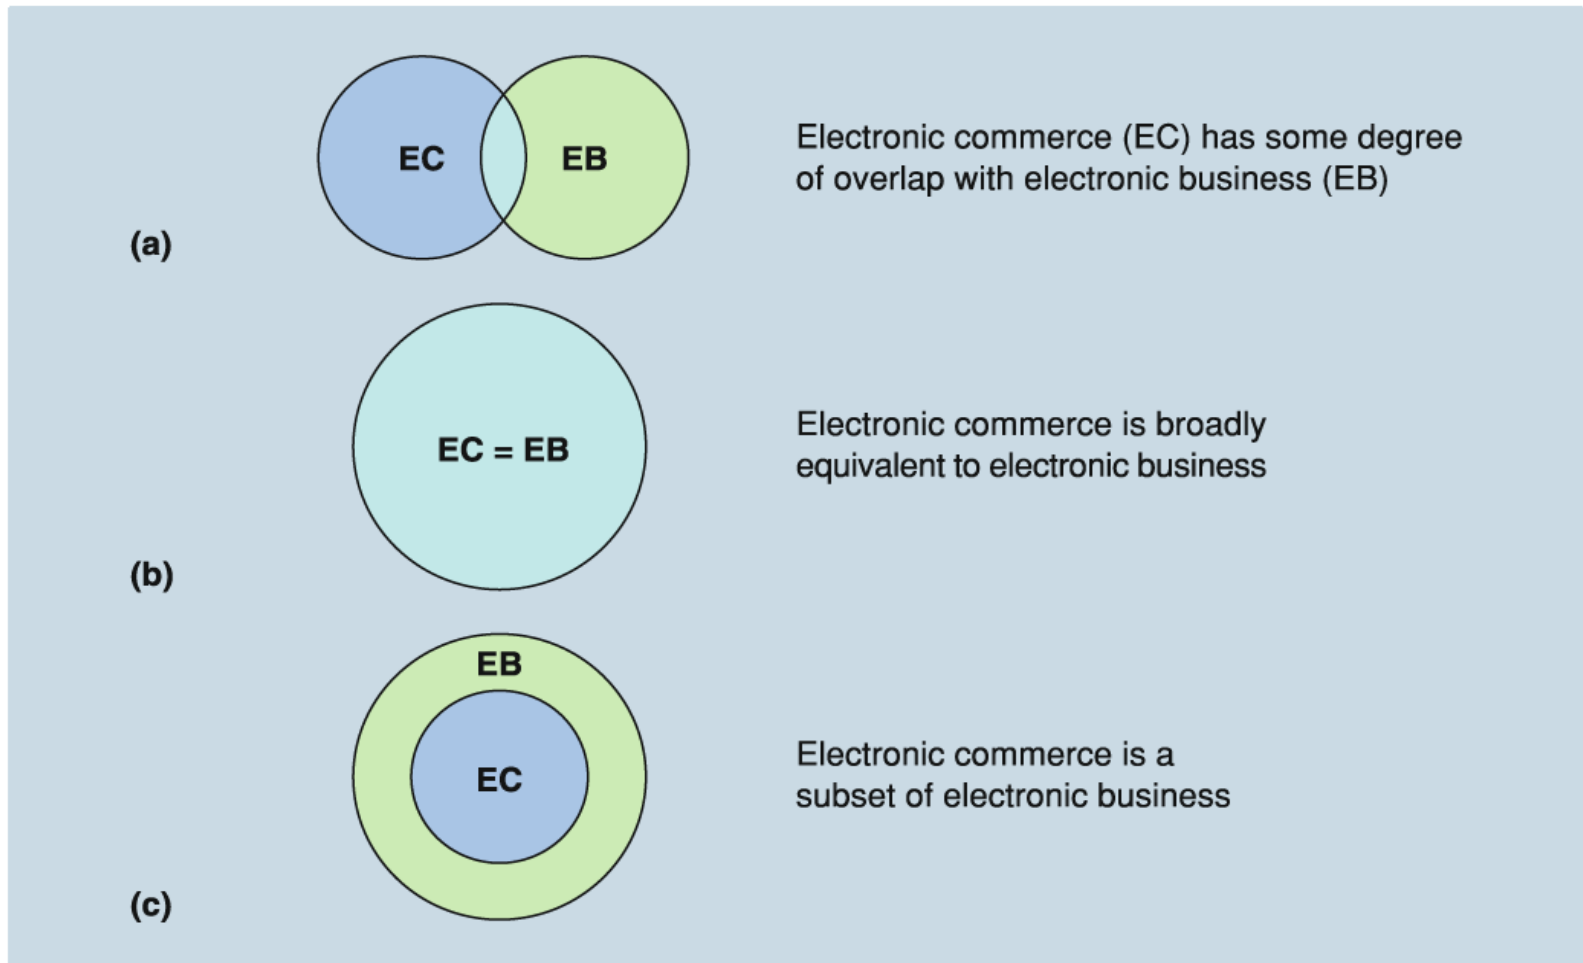 EC
EB
Electronic commerce (EC) has some degree
of overlap with electronic business (EB)
(a)
EC = EB
Electronic commerce is broadly
equivalent to electronic business
(b)
EB
EC
Electronic commerce is a
subset of electronic business
(c)